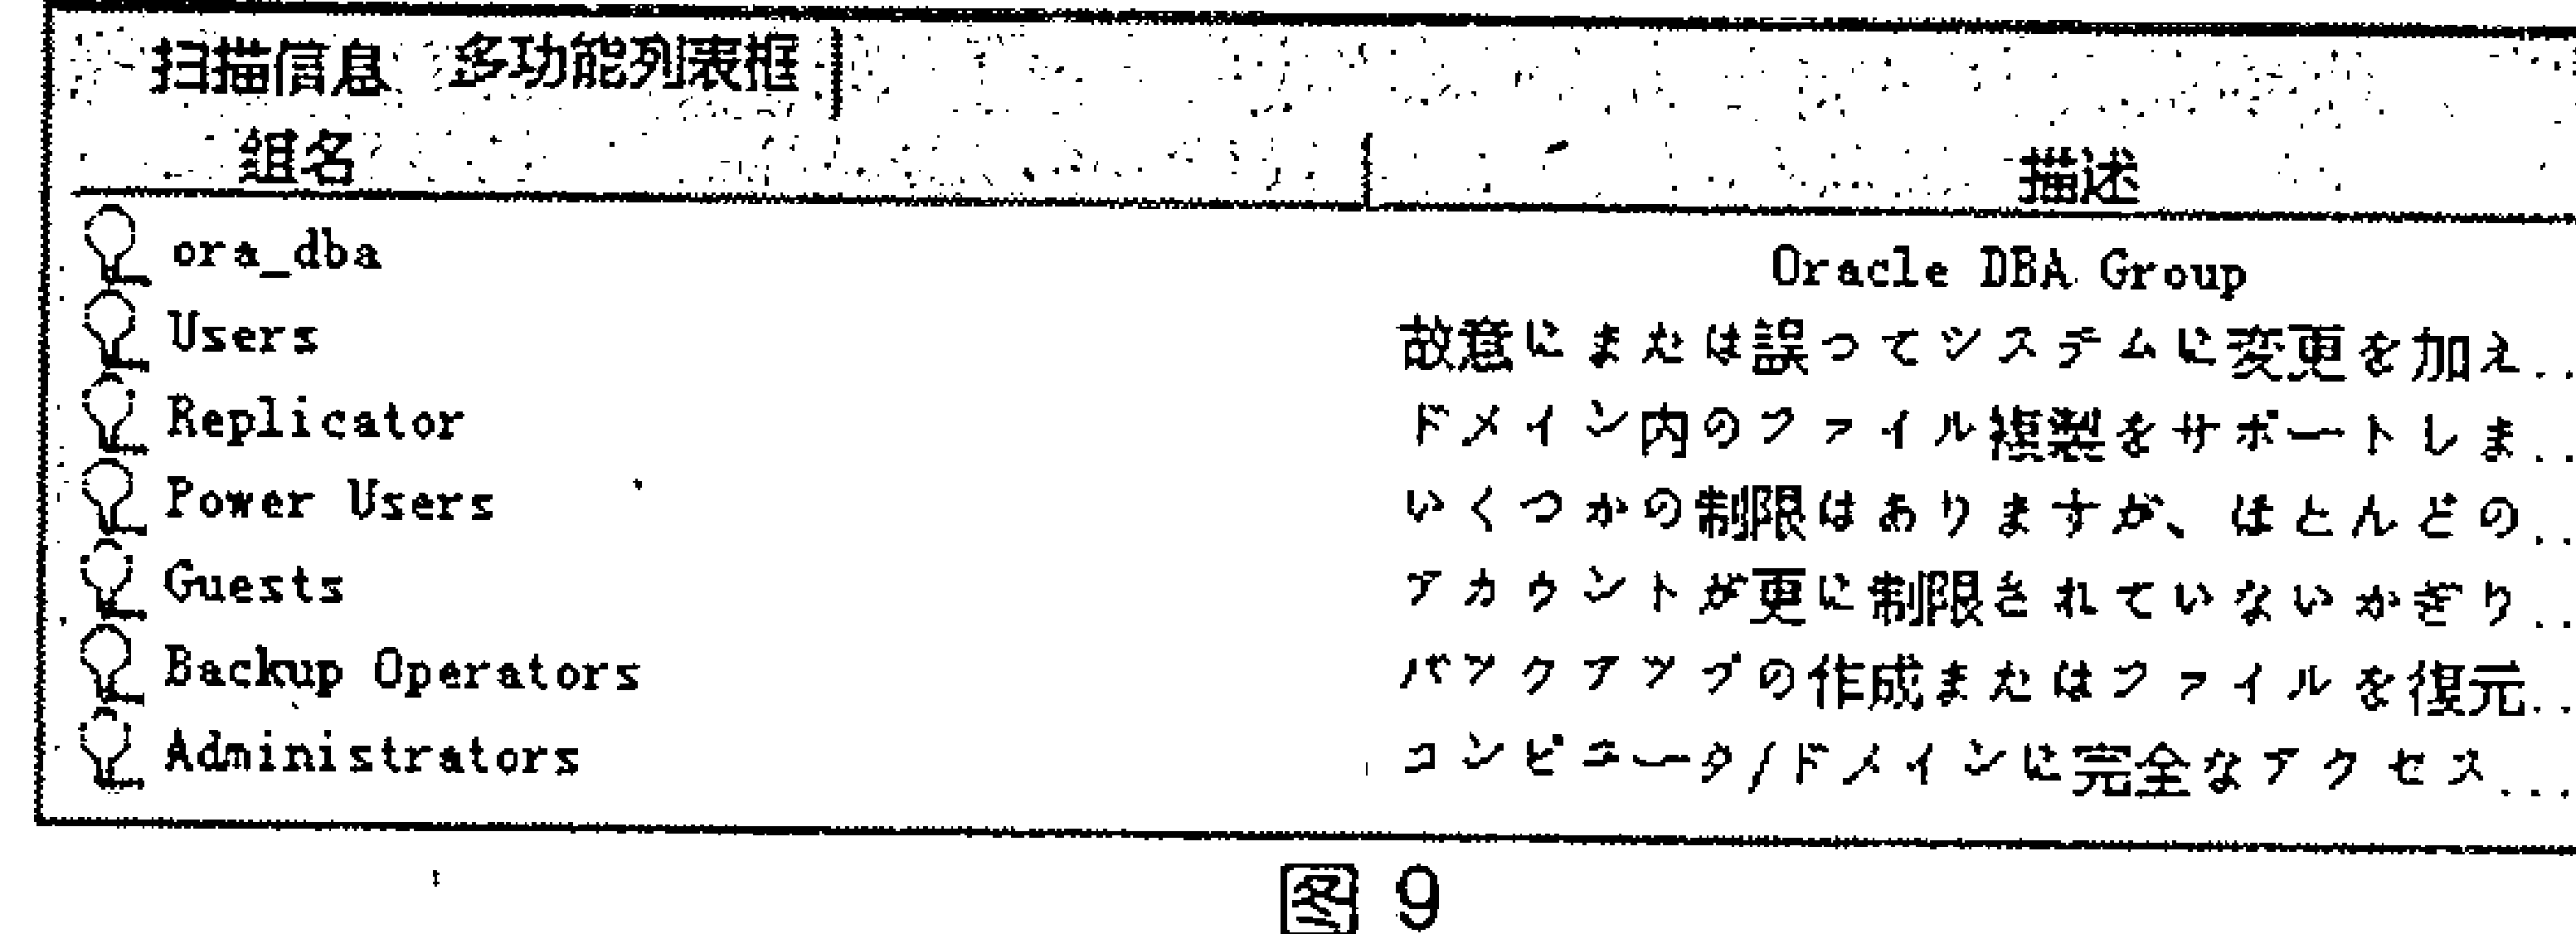 扫描信息 多功能列表框
组名 描述
ora_dba Oracle DBA Group
Users 故意にまたは誤ってシステムに変更を加え...
Replicator ドメイン内のファイル複製をサポートしま...
Power Users いくつかの制限はありますが、ほとんどの...
Guests アカウントが更に制限されていないかぎり...
Backup Operators バックアップの作成またはファイルを復元...
Administrators コンピュータ/ドメインに完全なアクセス...
图 9